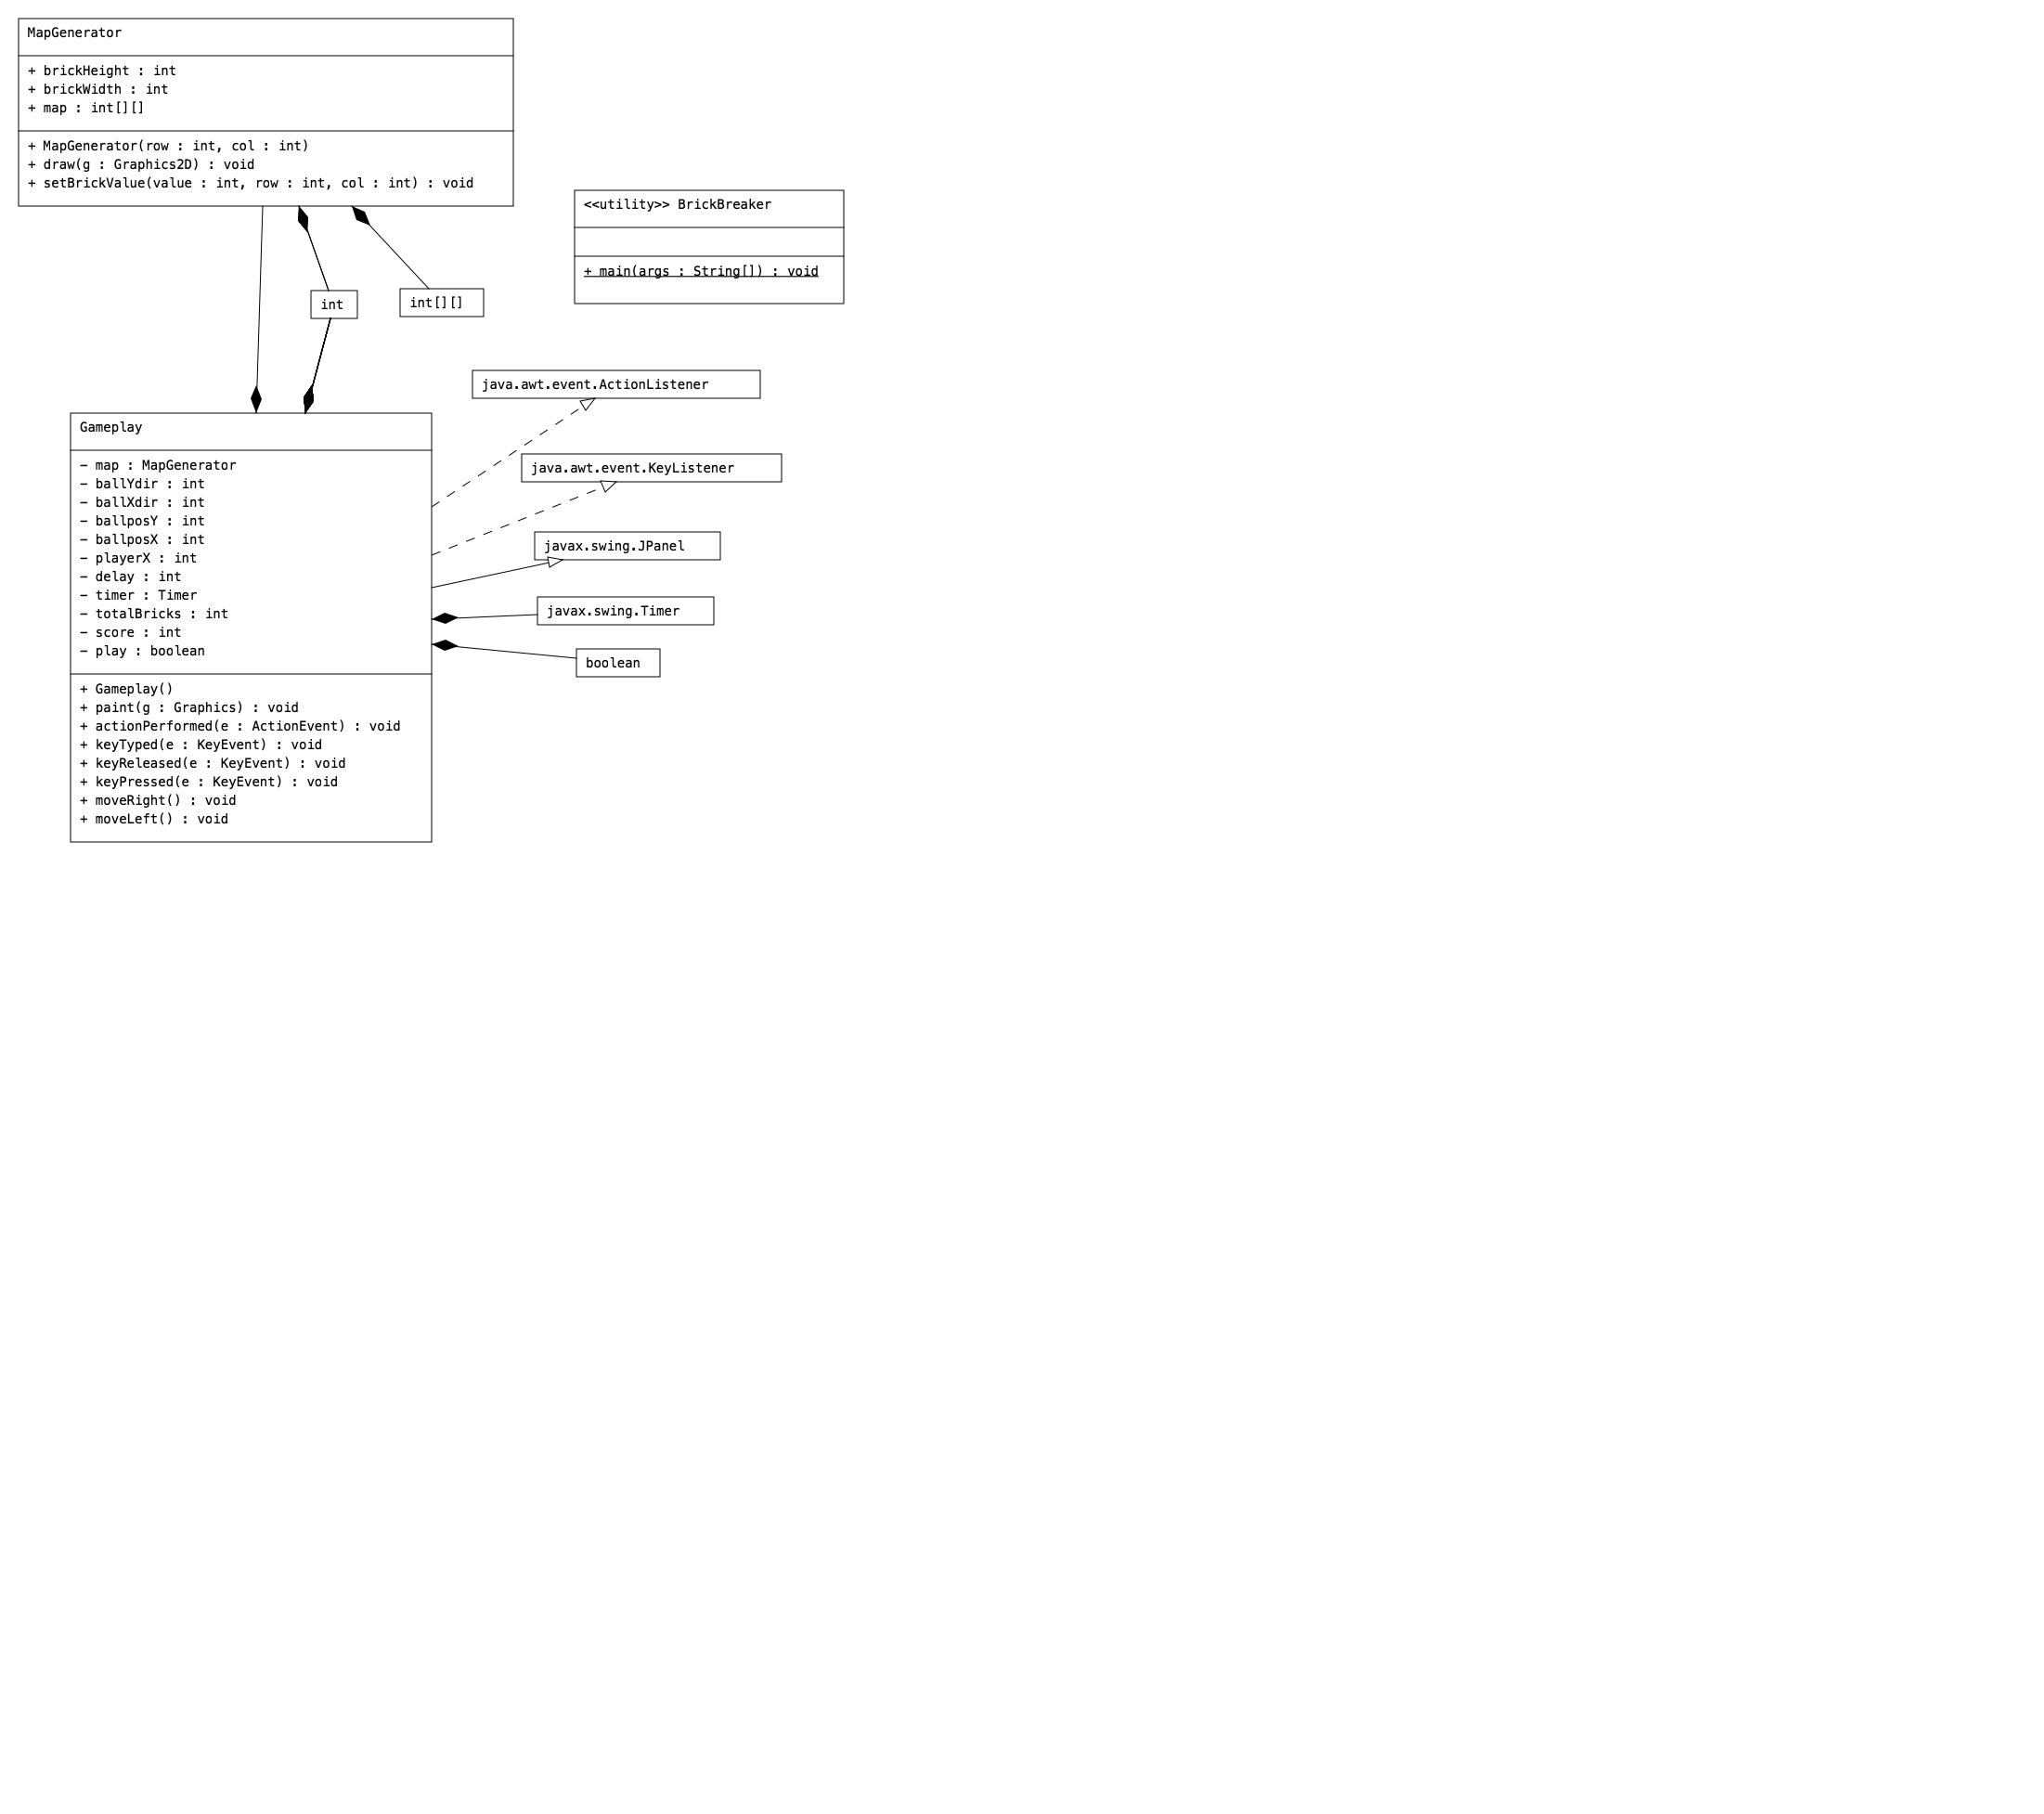 MapGenerator
+ brickHeight : int
+ brickWidth : int
+ map : int[][]
+ MapGenerator(row : int, col : int)
+ draw(g : Graphics2D) : void
+ setBrickValue(value : int, row : int, col : int) : void
<<utility>> BrickBreaker
+ main(args : String[]) : void
int
int[][]
java.awt.event.ActionListener
java.awt.event.KeyListener
javax.swing.JPanel
javax.swing.Timer
boolean
Gameplay
− map : MapGenerator
− ballYdir : int
− ballXdir : int
− ballposY : int
− ballposX : int
− playerX : int
− delay : int
− timer : Timer
− totalBricks : int
− score : int
− play : boolean
+ Gameplay()
+ paint(g : Graphics) : void
+ actionPerformed(e : ActionEvent) : void
+ keyTyped(e : KeyEvent) : void
+ keyReleased(e : KeyEvent) : void
+ keyPressed(e : KeyEvent) : void
+ moveRight() : void
+ moveLeft() : void